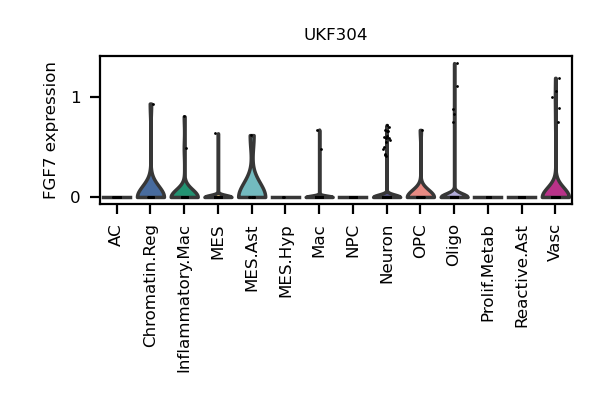 UKF304
FGF7 expression
1
0
AC
Chromatin.Reg
Inflammatory.Mac
MES
MES.Ast
MES.Hyp
Mac
NPC
Neuron
OPC
Oligo
Prolif.Metab
Reactive.Ast
Vasc